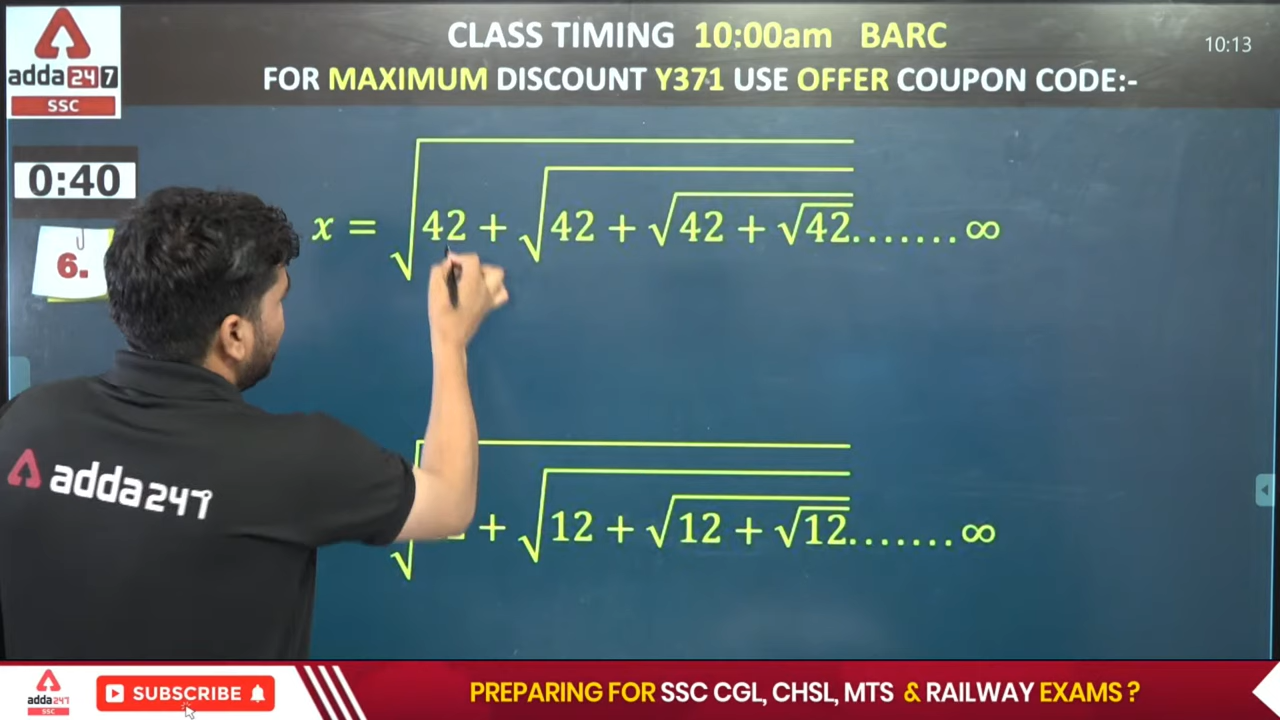 CLASS TIMING 10:00am BARC
10:13
FOR MAXIMUM DISCOUNT Y371 USE OFFER COUPON CODE:-
adda247
SSC
0:40
6.
x = √42 + √42 + √42 + √42.......∞
adda247
+ √12 + √12 + √12.......∞
adda247
SSC
SUBSCRIBE
PREPARING FOR SSC CGL, CHSL, MTS & RAILWAY EXAMS ?